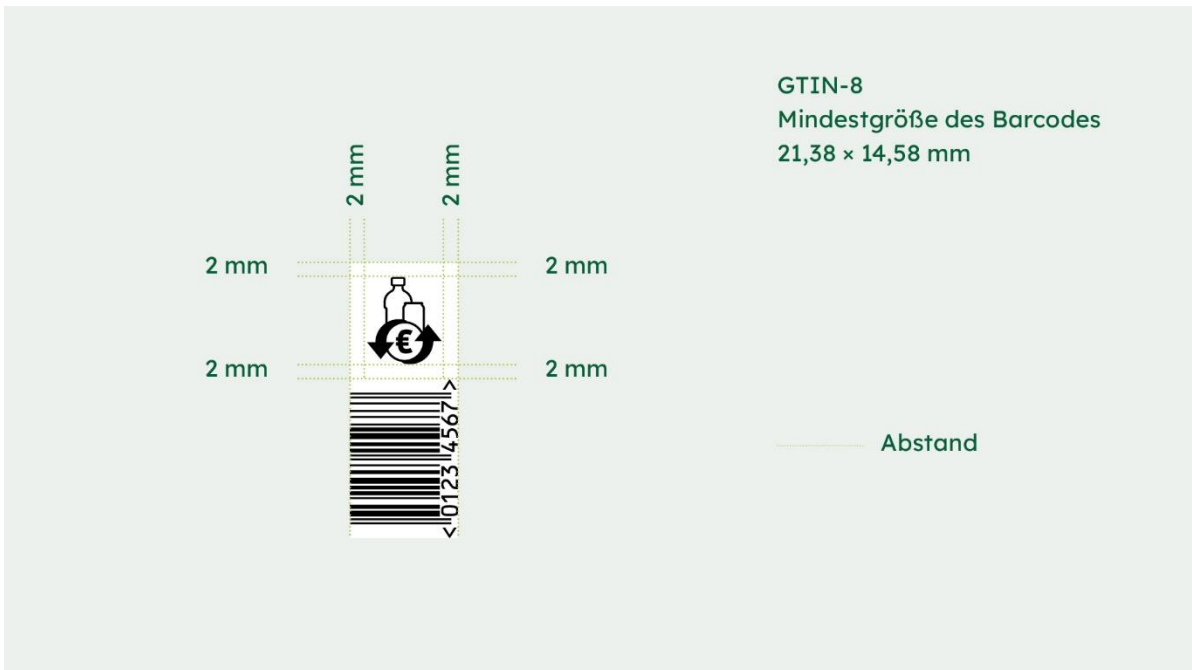 GTIN-8
Mindestgröße des Barcodes
21,38 × 14,58 mm
2 mm
2 mm
2 mm
2 mm
€
2 mm
2 mm
<0123 4567>
Abstand